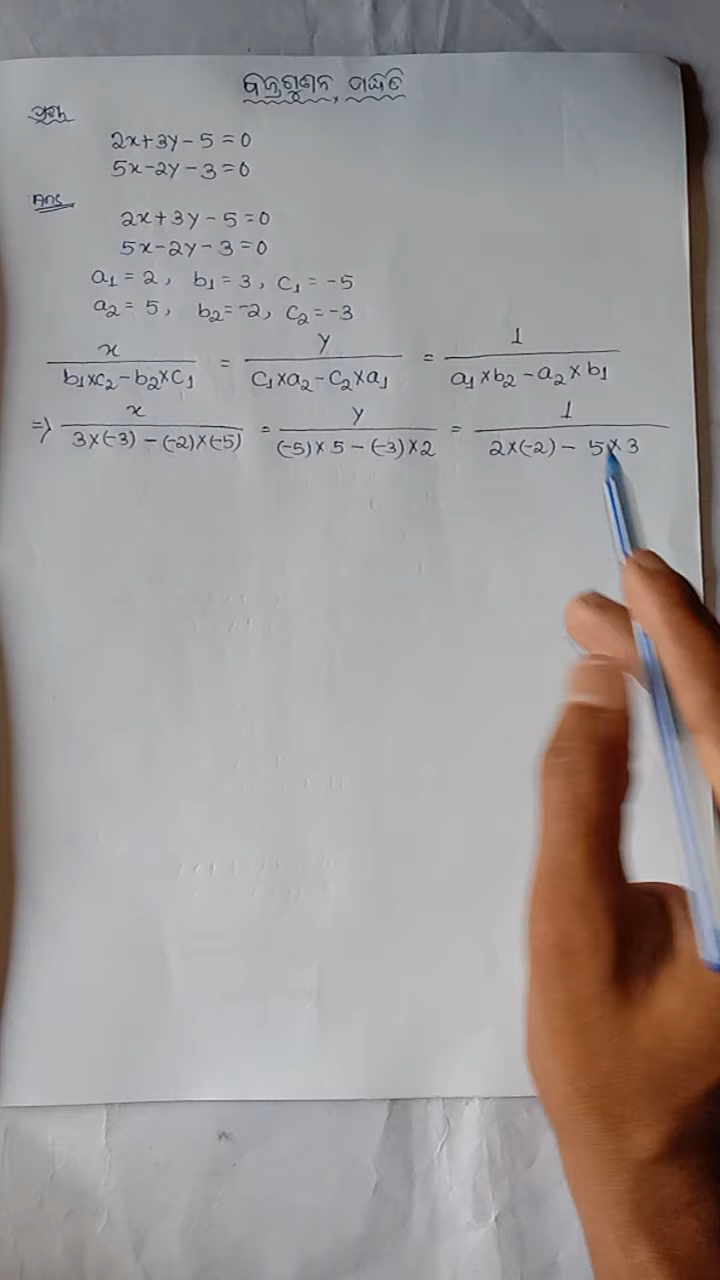 ବଜ୍ରଗୁଣନ ପଦ୍ଧତି
2x+3y-5=0
5x-2y-3=0
Ans
2x+3y-5=0
5x-2y-3=0
a₁=2, b₁=3, c₁=-5
a₂=5, b₂=-2, c₂=-3
x/(b₁×c₂-b₂×c₁) = y/(c₁×a₂-c₂×a₁) = 1/(a₁×b₂-a₂×b₁)
⇒ x/(3×(-3)-(-2)×(-5)) = y/((-5)×5-(-3)×2) = 1/(2×(-2)-5×3)